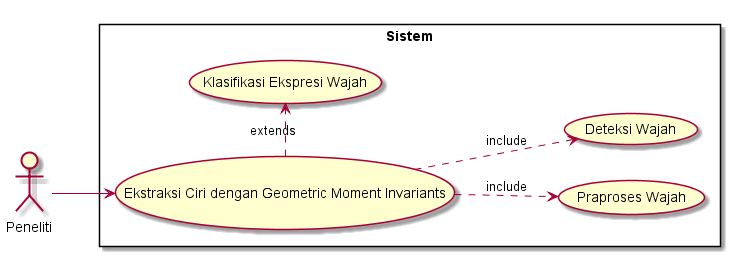 Sistem
Klasifikasi Ekspresi Wajah
extends
include
Deteksi Wajah
Ekstraksi Ciri dengan Geometric Moment Invariants
include
Praproses Wajah
Peneliti